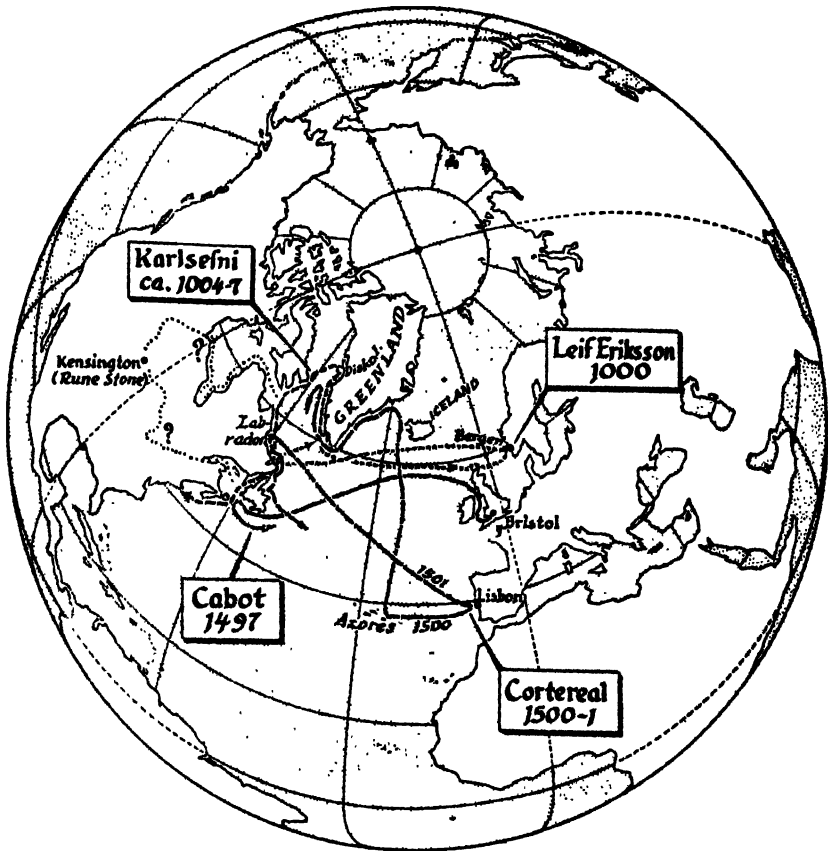 Karlsefni
ca. 1004-7
Kensington
(Rune Stone)
Disko I.
GREENLAND
ICELAND
Leif Eriksson
1000
?
Lab-
rador
Bergen
Bristol
Cabot
1497
1501
Lisbon
Azores 1500
Cortereal
1500-1